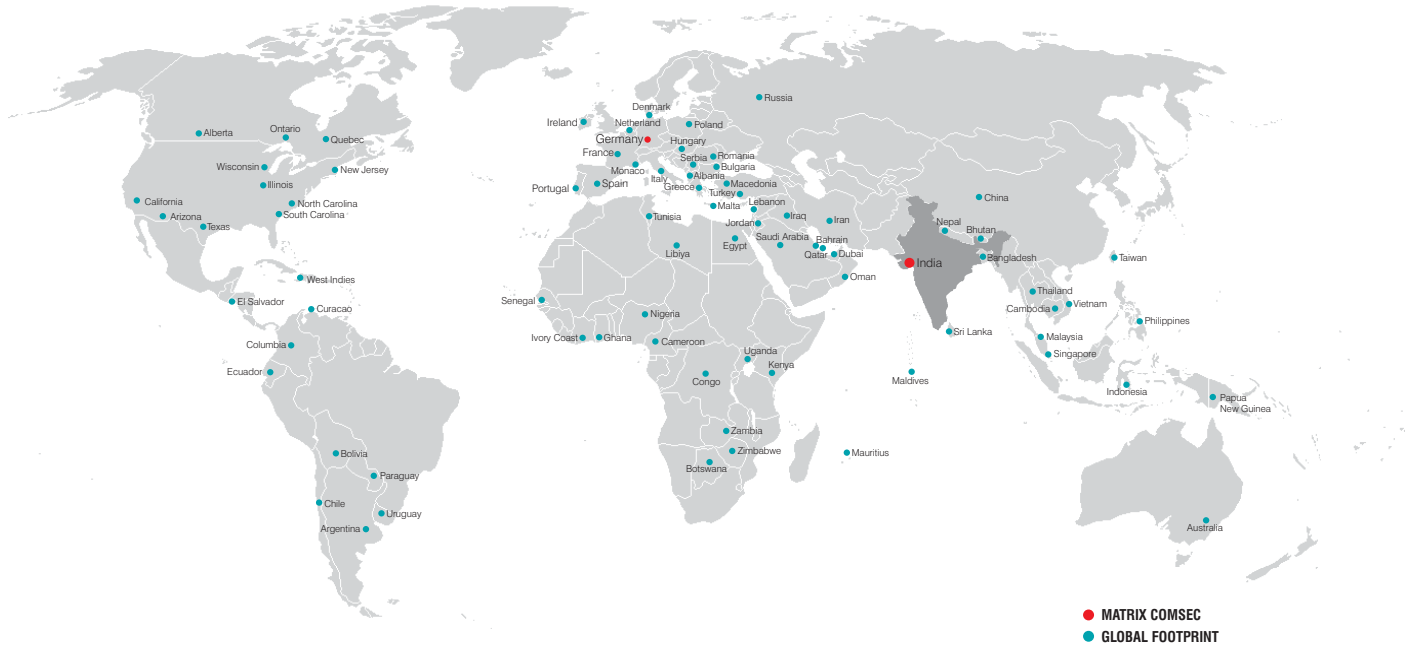 Russia
Denmark
Ireland
Netherland
Poland
Germany
Hungary
France
Serbia
Romania
Monaco
Bulgaria
Italy
Albania
Portugal
Spain
Greece
Macedonia
Turkey
Malta
Lebanon
Alberta
Ontario
Quebec
Wisconsin
New Jersey
Illinois
California
North Carolina
Arizona
South Carolina
Texas
West Indies
El Salvador
Curacao
Columbia
Ecuador
Bolivia
Paraguay
Chile
Uruguay
Argentina
Tunisia
Libiya
Egypt
Jordan
Iraq
Iran
Saudi Arabia
Bahrain
Qatar
Dubai
Oman
Senegal
Nigeria
Ivory Coast
Ghana
Cameroon
Uganda
Kenya
Congo
Zambia
Zimbabwe
Botswana
Mauritius
Maldives
China
Nepal
Bhutan
India
Bangladesh
Taiwan
Thailand
Cambodia
Vietnam
Sri Lanka
Philippines
Malaysia
Singapore
Indonesia
Papua
New Guinea
Australia
MATRIX COMSEC
GLOBAL FOOTPRINT